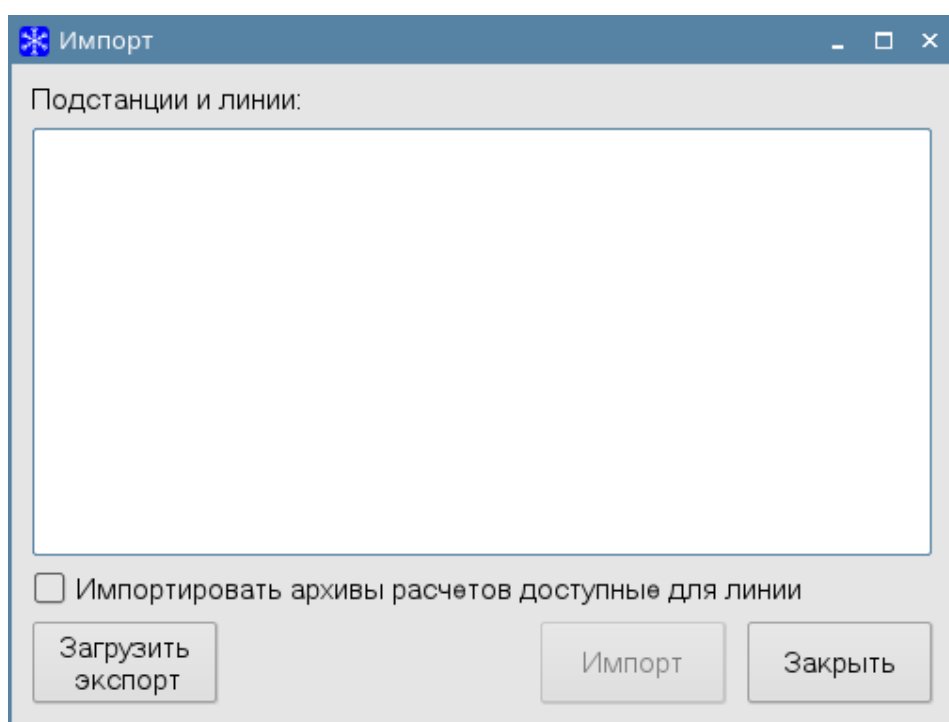 Импорт
Подстанции и линии:
Импортировать архивы расчетов доступные для линии
Загрузить
экспорт
Импорт
Закрыть